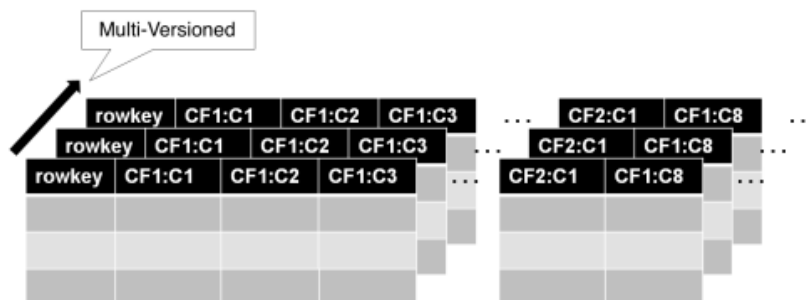 Multi-Versioned
rowkey CF1:C1 CF1:C2 CF1:C3 ... CF2:C1 CF1:C8 ..
rowkey CF1:C1 CF1:C2 CF1:C3 ... CF2:C1 CF1:C8 ...
rowkey CF1:C1 CF1:C2 CF1:C3 ... CF2:C1 CF1:C8 ...